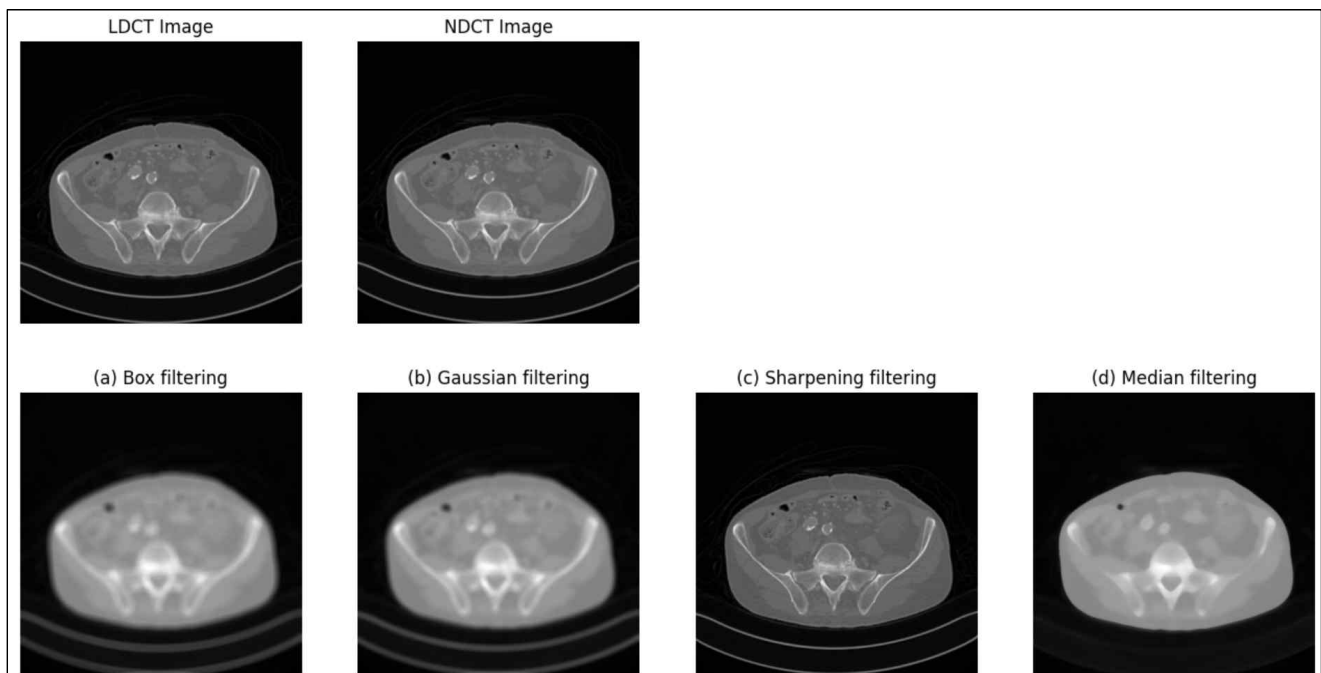 LDCT Image
NDCT Image
(a) Box filtering
(b) Gaussian filtering
(c) Sharpening filtering
(d) Median filtering